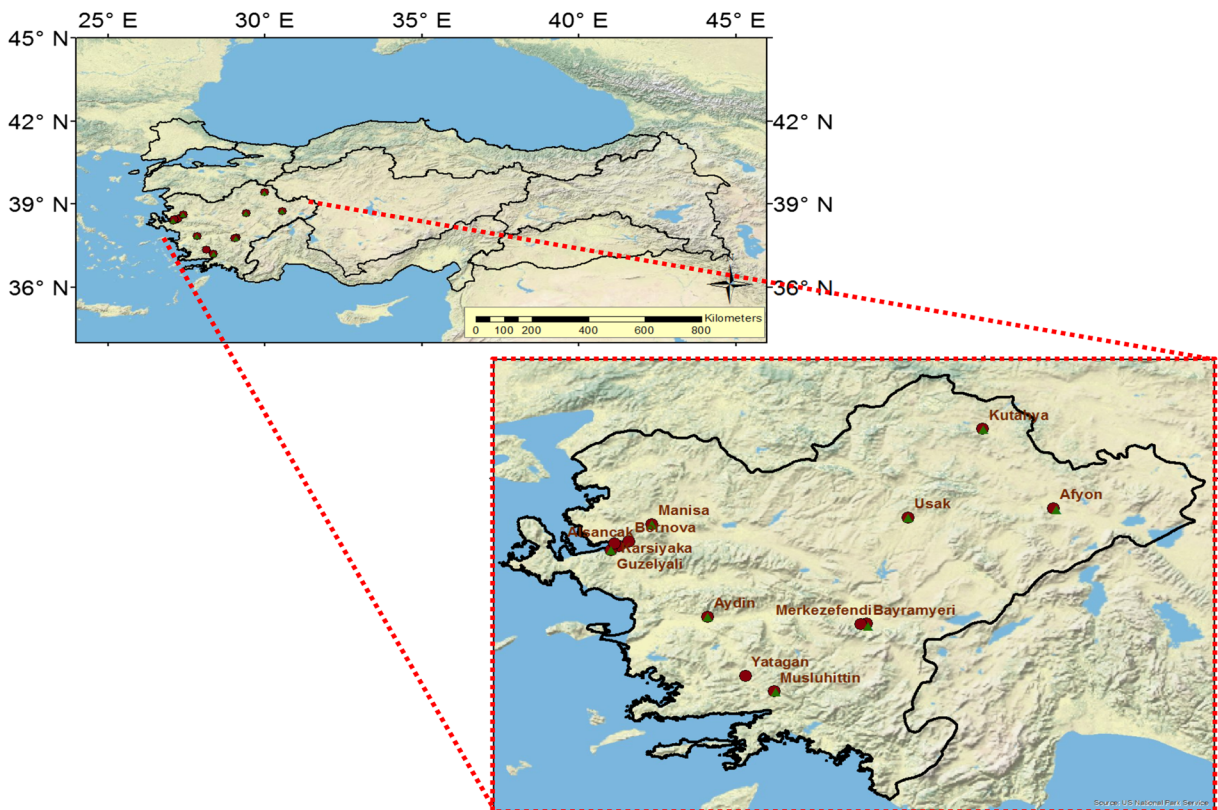 25° E 30° E 35° E 40° E 45° E
45° N
42° N 42° N
39° N 39° N
36° N 36° N
Kilometers
0 100 200 400 600 800
Kutahya
Afyon
Usak
Manisa
Alsancak Bornova
Karsiyaka
Guzelyali
Aydin
Merkezefendi Bayramyeri
Yatagan
Musluhittin
Source: US National Park Service